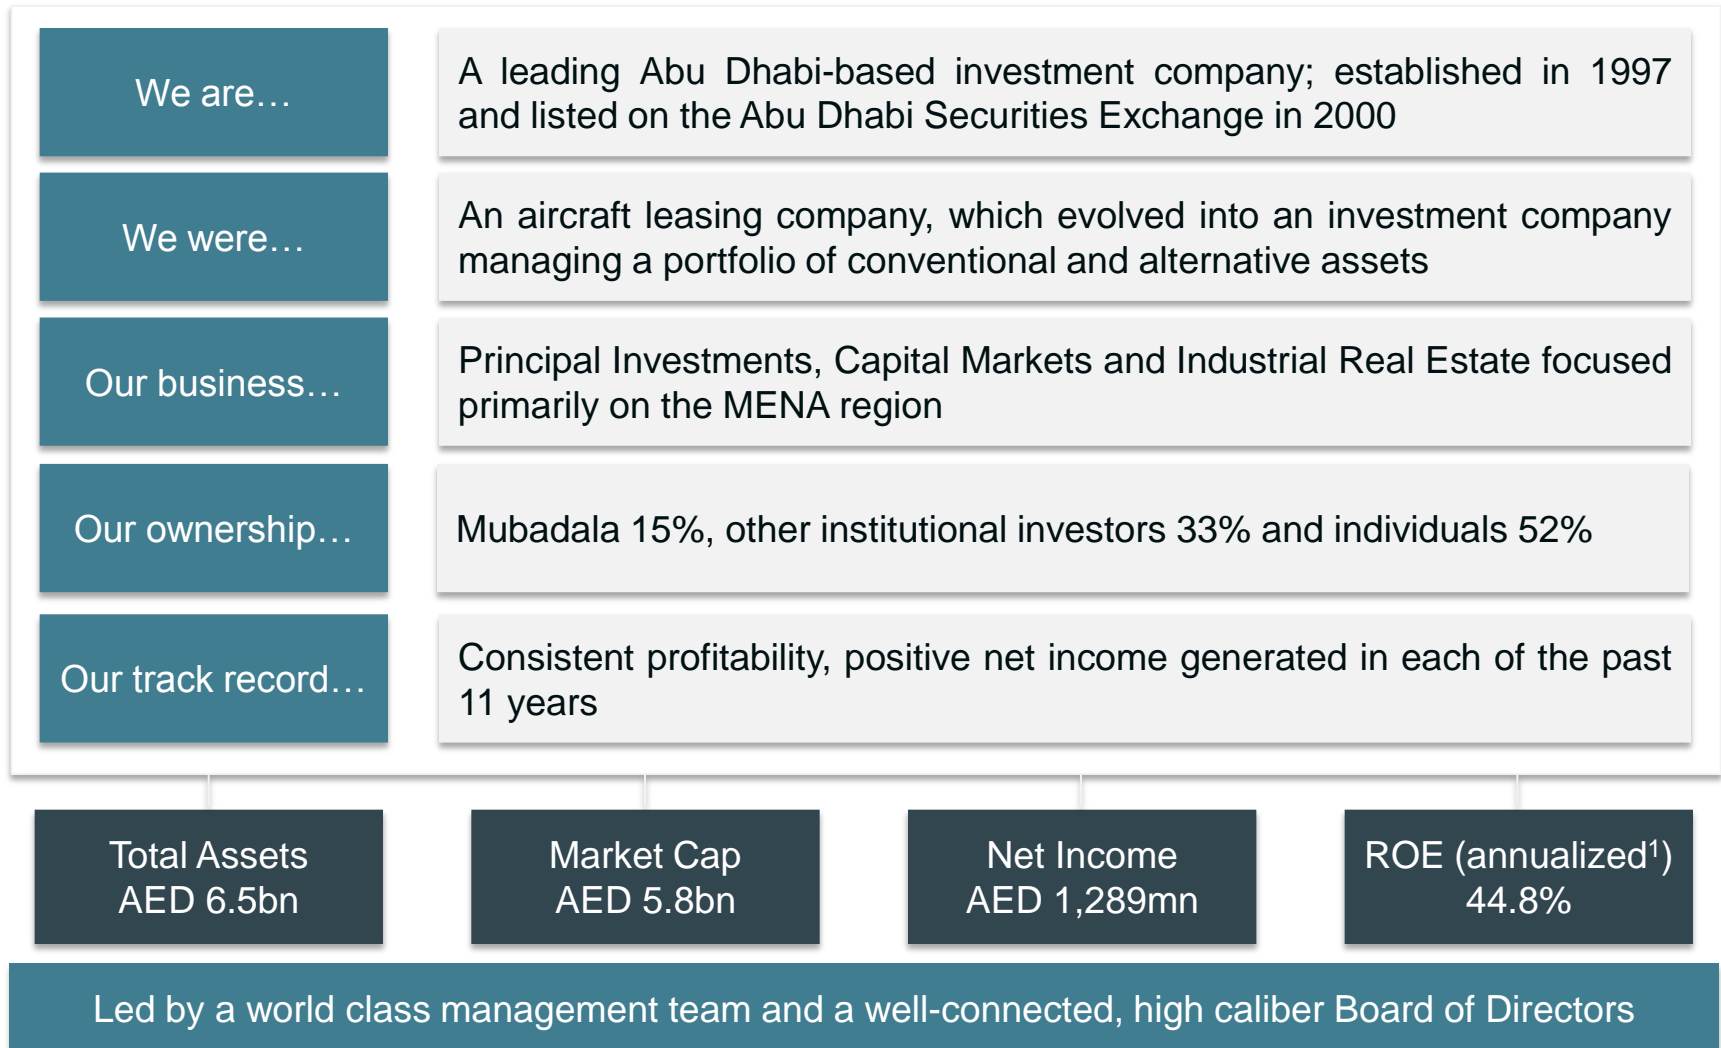 We are…
A leading Abu Dhabi-based investment company; established in 1997
and listed on the Abu Dhabi Securities Exchange in 2000
We were…
An aircraft leasing company, which evolved into an investment company
managing a portfolio of conventional and alternative assets
Our business…
Principal Investments, Capital Markets and Industrial Real Estate focused
primarily on the MENA region
Our ownership…
Mubadala 15%, other institutional investors 33% and individuals 52%
Our track record…
Consistent profitability, positive net income generated in each of the past
11 years
Total Assets
AED 6.5bn
Market Cap
AED 5.8bn
Net Income
AED 1,289mn
ROE (annualized¹)
44.8%
Led by a world class management team and a well-connected, high caliber Board of Directors